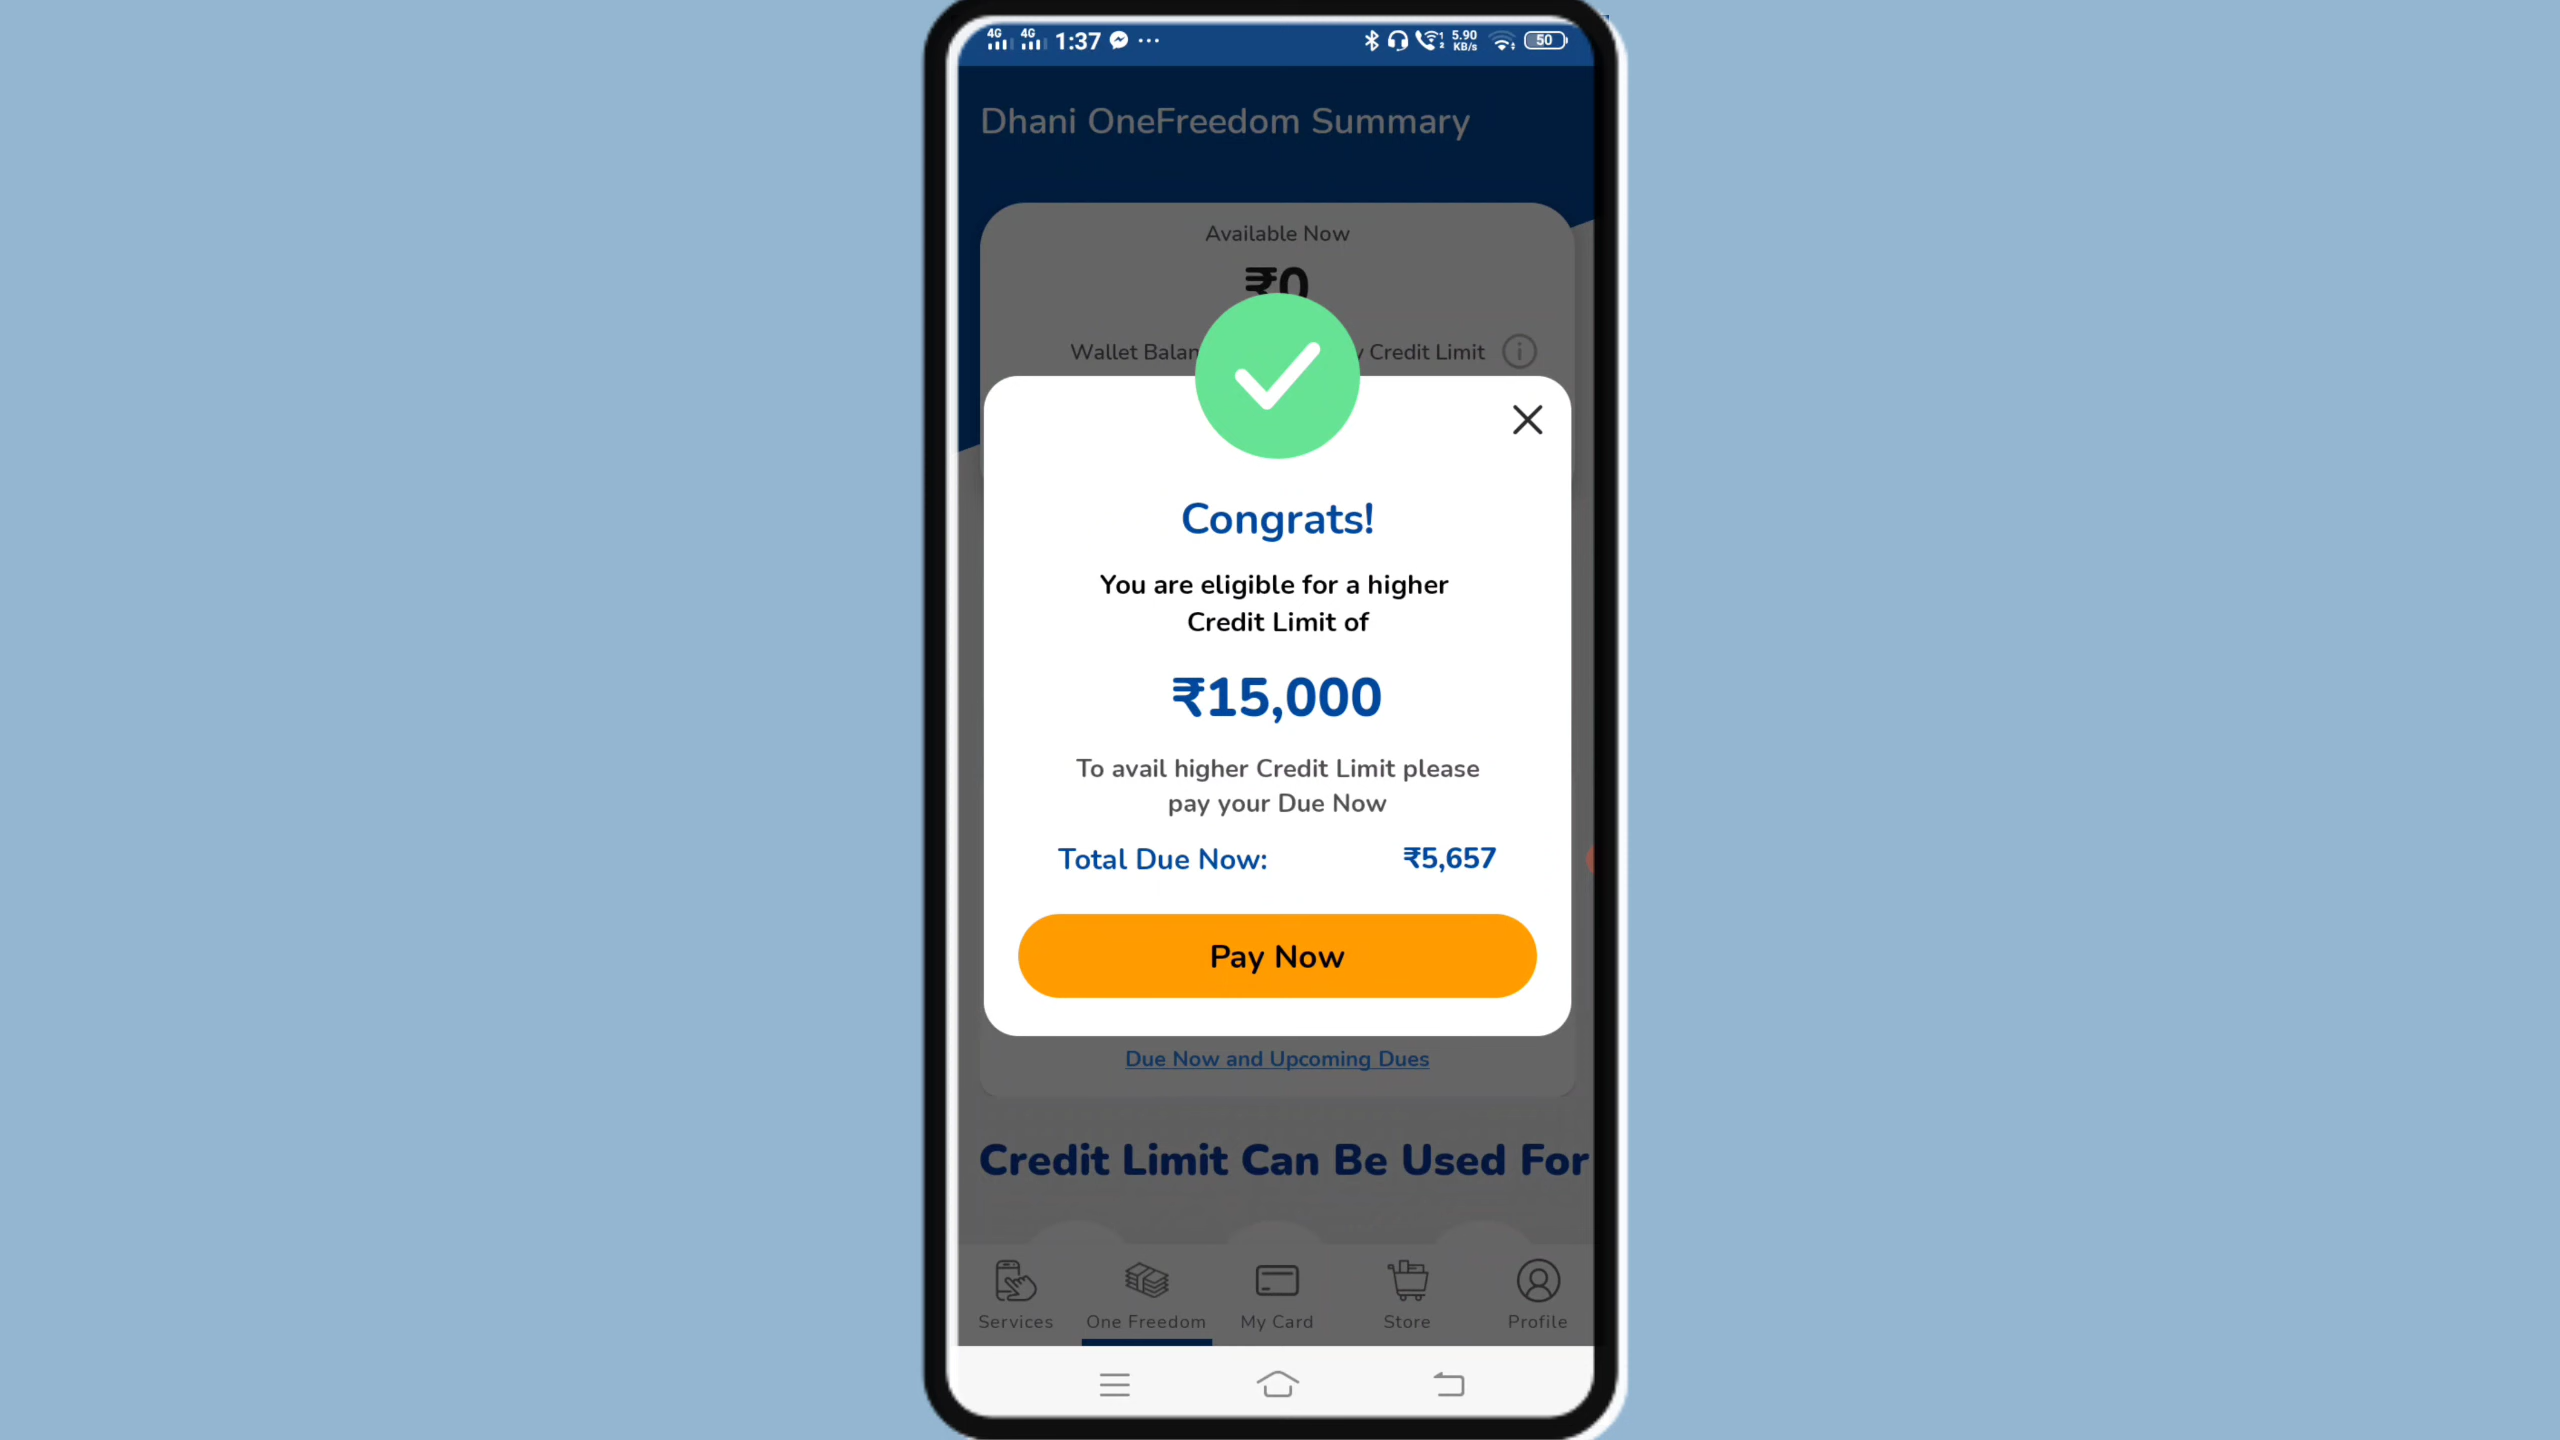 4G 4G 1:37 ... 5.90 KB/s 50
Dhani OneFreedom Summary
Available Now
₹0
Wallet Balan y Credit Limit
Congrats!
You are eligible for a higher
Credit Limit of
₹15,000
To avail higher Credit Limit please
pay your Due Now
Total Due Now: ₹5,657
Pay Now
Due Now and Upcoming Dues
Credit Limit Can Be Used For
Services One Freedom My Card Store Profile